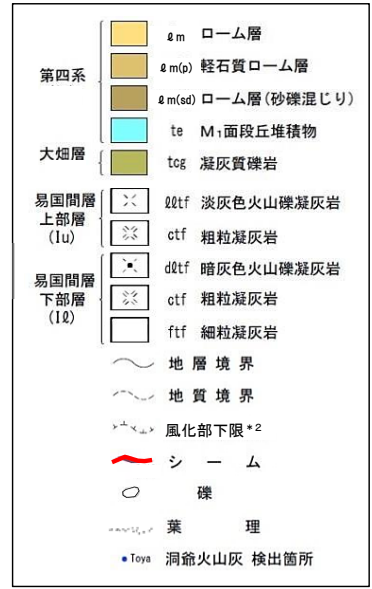 第四系
ℓm ローム層
ℓm(p) 軽石質ローム層
ℓm(sd) ローム層(砂礫混じり)
te M₁面段丘堆積物
大畑層
tcg 凝灰質礫岩
易国間層
上部層
(Iu)
ℓℓtf 淡灰色火山礫凝灰岩
ctf 粗粒凝灰岩
易国間層
下部層
(Iℓ)
dℓtf 暗灰色火山礫凝灰岩
ctf 粗粒凝灰岩
ftf 細粒凝灰岩
地層境界
地質境界
風化部下限*2
シーム
礫
葉理
Toya 洞爺火山灰 検出箇所